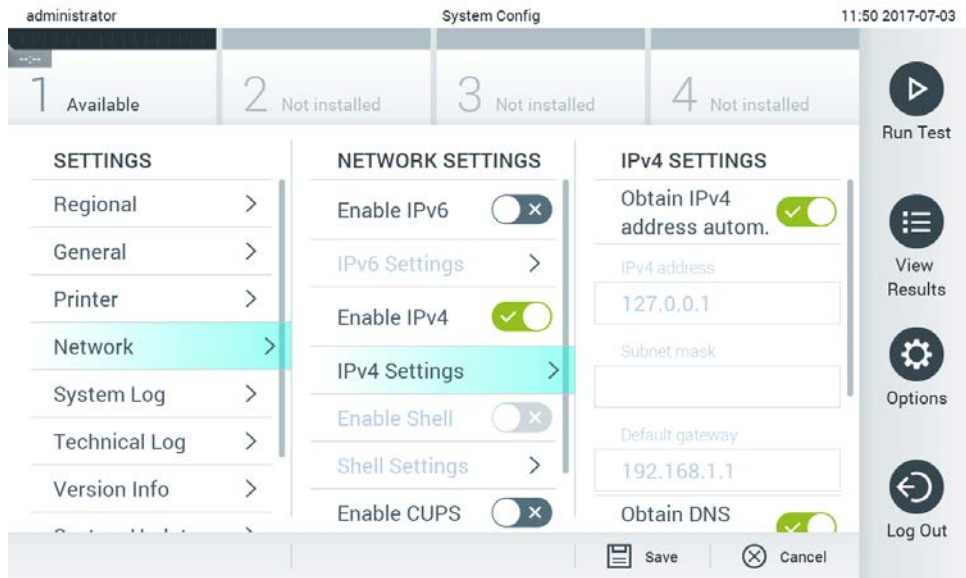 administrator
System Config
11:50 2017-07-03
--:--
1 Available
2 Not installed
3 Not installed
4 Not installed
SETTINGS
Regional
General
Printer
Network
System Log
Technical Log
Version Info
NETWORK SETTINGS
Enable IPv6
IPv6 Settings
Enable IPv4
IPv4 Settings
Enable Shell
Shell Settings
Enable CUPS
IPv4 SETTINGS
Obtain IPv4
address autom.
IPv4 address
127.0.0.1
Subnet mask
Default gateway
192.168.1.1
Obtain DNS
Run Test
View
Results
Options
Log Out
Save
Cancel